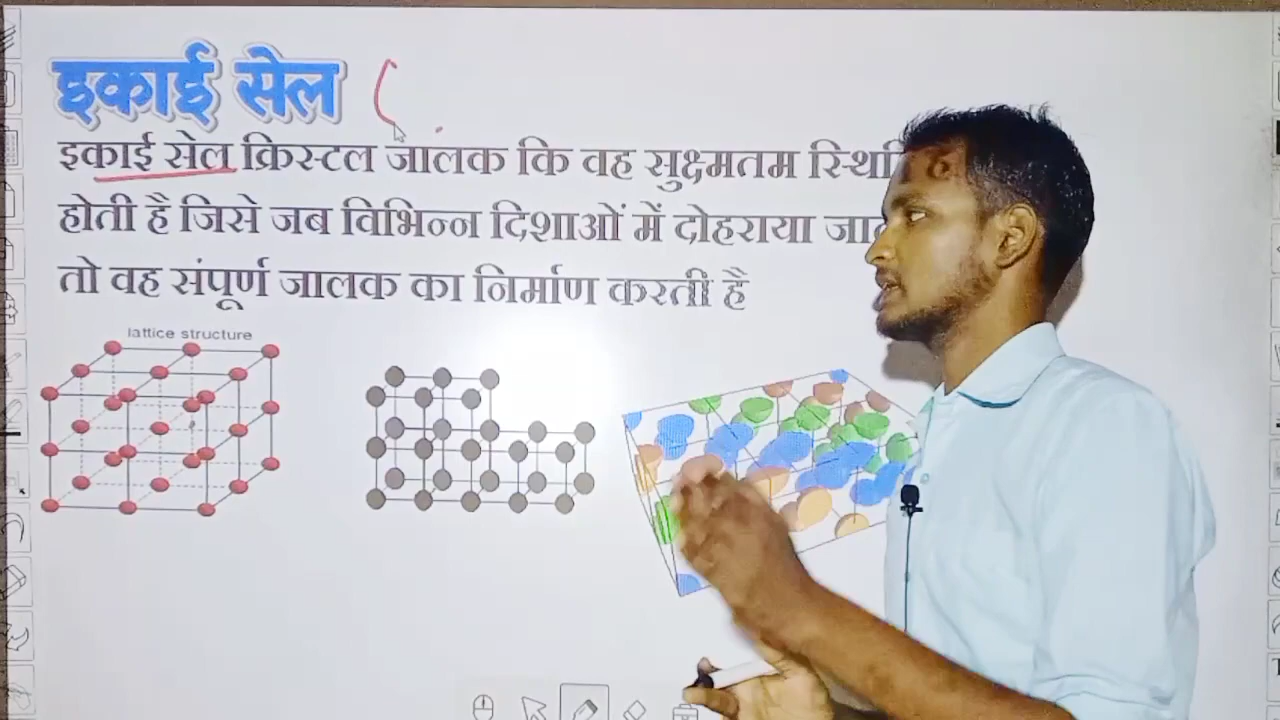 इकाई सेल (
इकाई सेल क्रिस्टल जालक कि वह सुक्ष्मतम
होती है जिसे जब विभिन्न दिशाओं में दोहराया
तो वह संपूर्ण जालक का निर्माण करती है
lattice structure